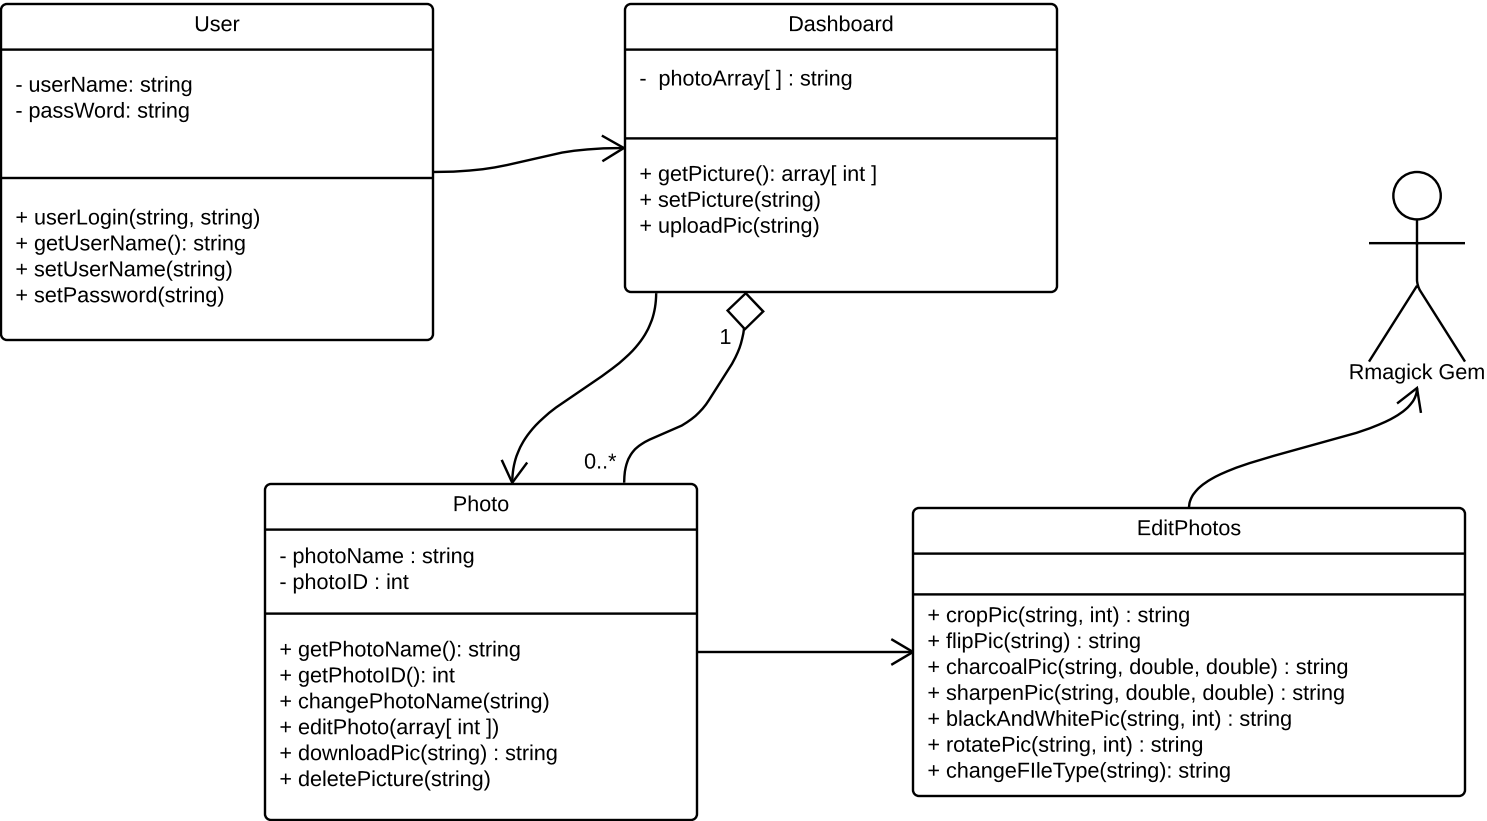 User
- userName: string
- passWord: string
+ userLogin(string, string)
+ getUserName(): string
+ setUserName(string)
+ setPassword(string)
Dashboard
- photoArray[ ] : string
+ getPicture(): array[ int ]
+ setPicture(string)
+ uploadPic(string)
1
0..*
Rmagick Gem
Photo
- photoName : string
- photoID : int
+ getPhotoName(): string
+ getPhotoID(): int
+ changePhotoName(string)
+ editPhoto(array[ int ])
+ downloadPic(string) : string
+ deletePicture(string)
EditPhotos
+ cropPic(string, int) : string
+ flipPic(string) : string
+ charcoalPic(string, double, double) : string
+ sharpenPic(string, double, double) : string
+ blackAndWhitePic(string, int) : string
+ rotatePic(string, int) : string
+ changeFIleType(string): string